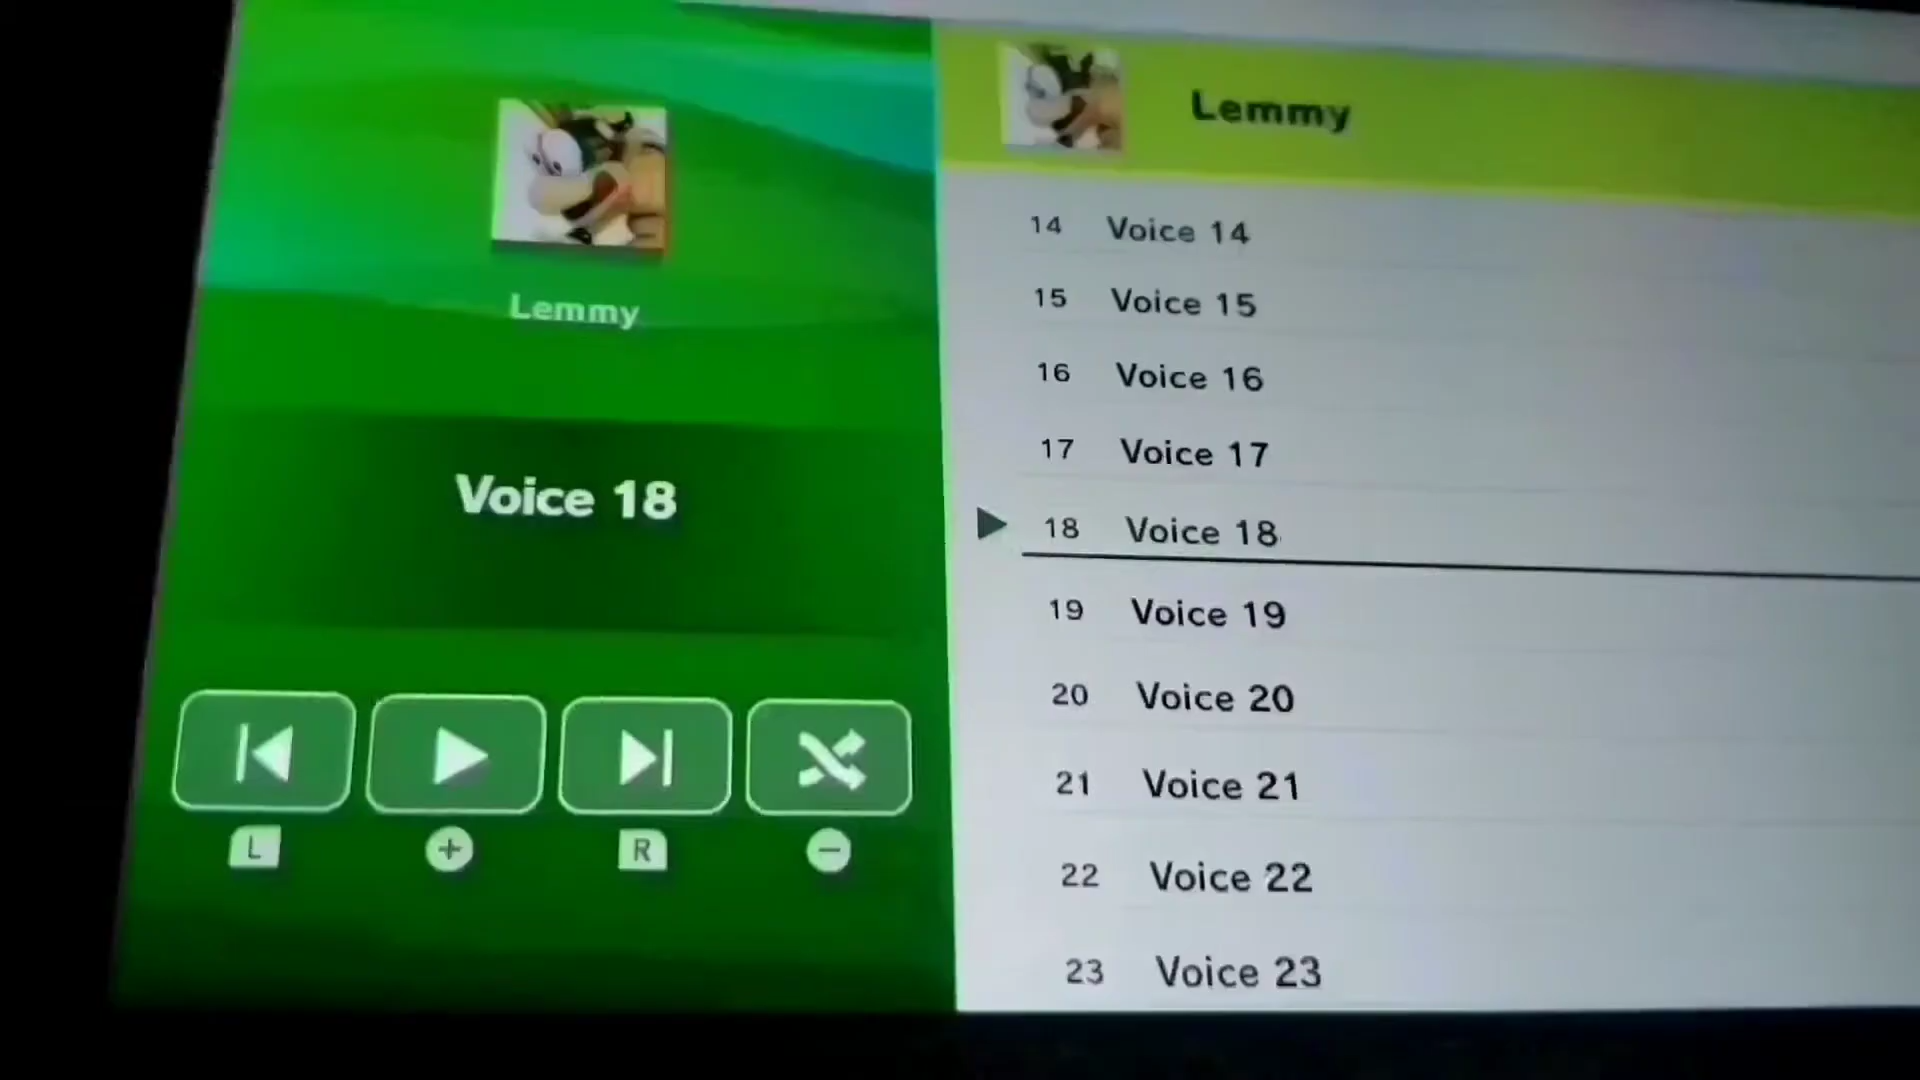 Lemmy
Voice 18
L
R
Lemmy
14 Voice 14
15 Voice 15
16 Voice 16
17 Voice 17
18 Voice 18
19 Voice 19
20 Voice 20
21 Voice 21
22 Voice 22
23 Voice 23